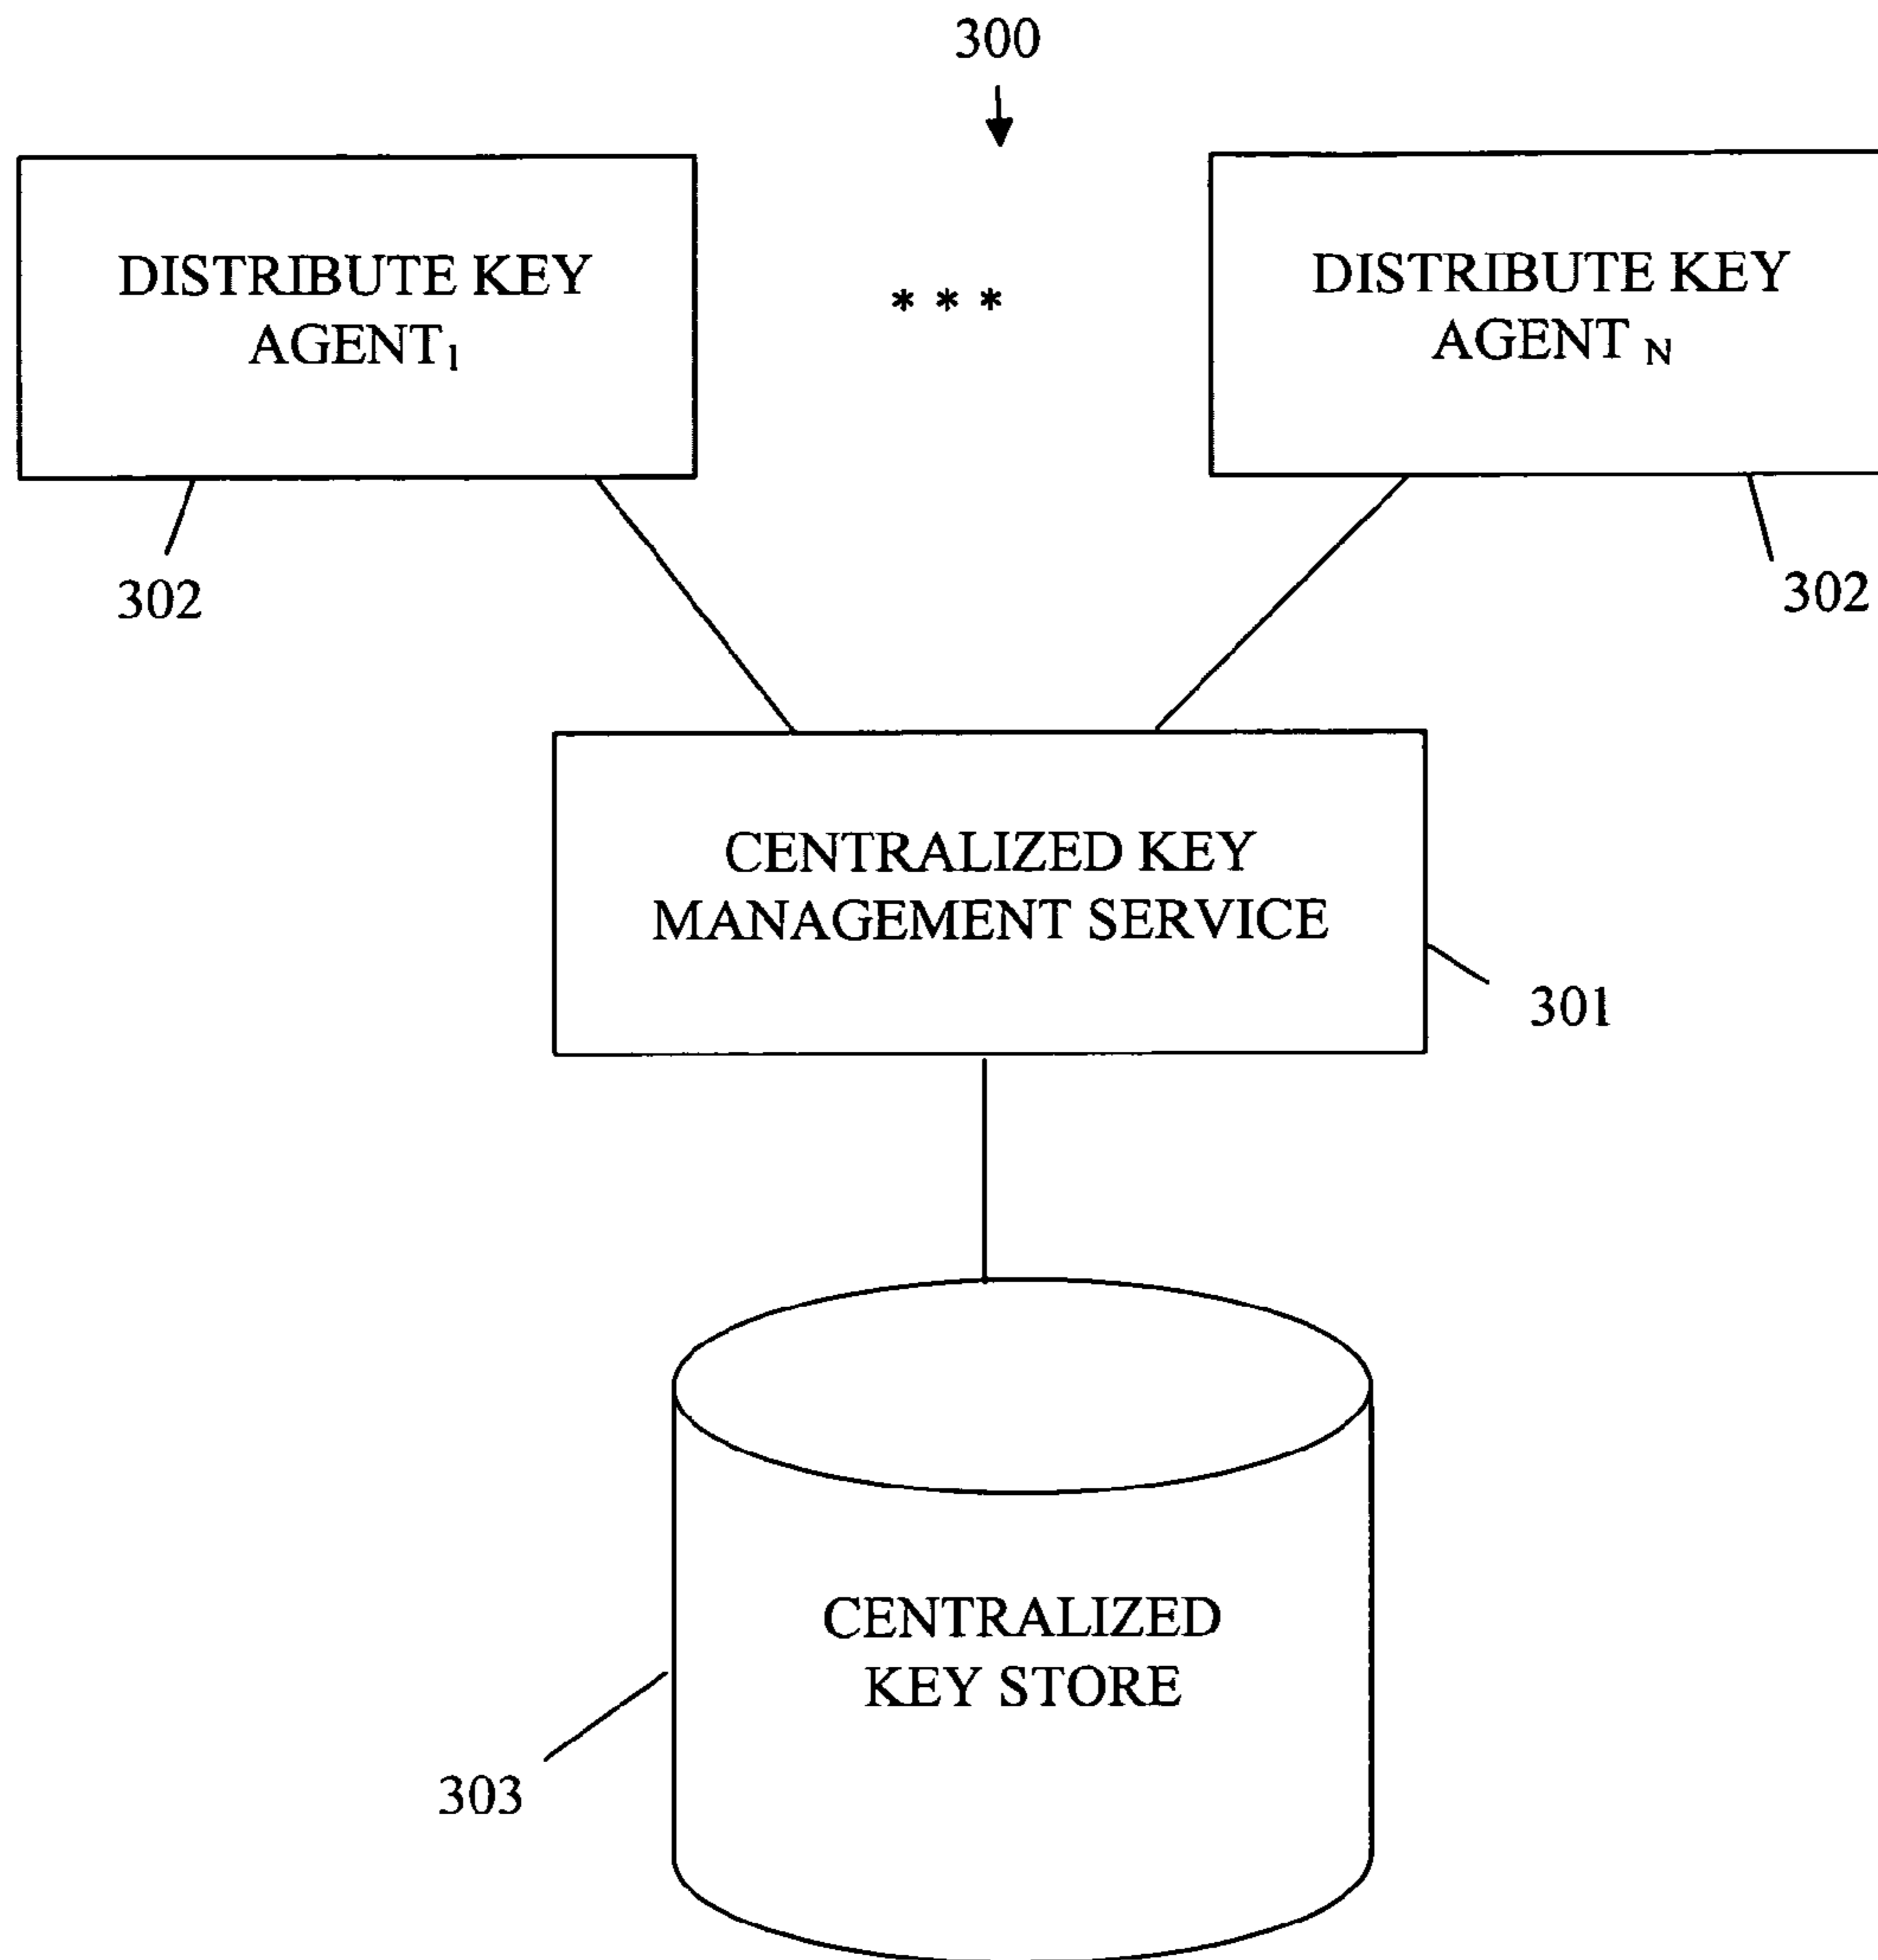 300
DISTRIBUTE KEY
AGENT1
* * *
DISTRIBUTE KEY
AGENT N
302
302
CENTRALIZED KEY
MANAGEMENT SERVICE
301
CENTRALIZED
KEY STORE
303